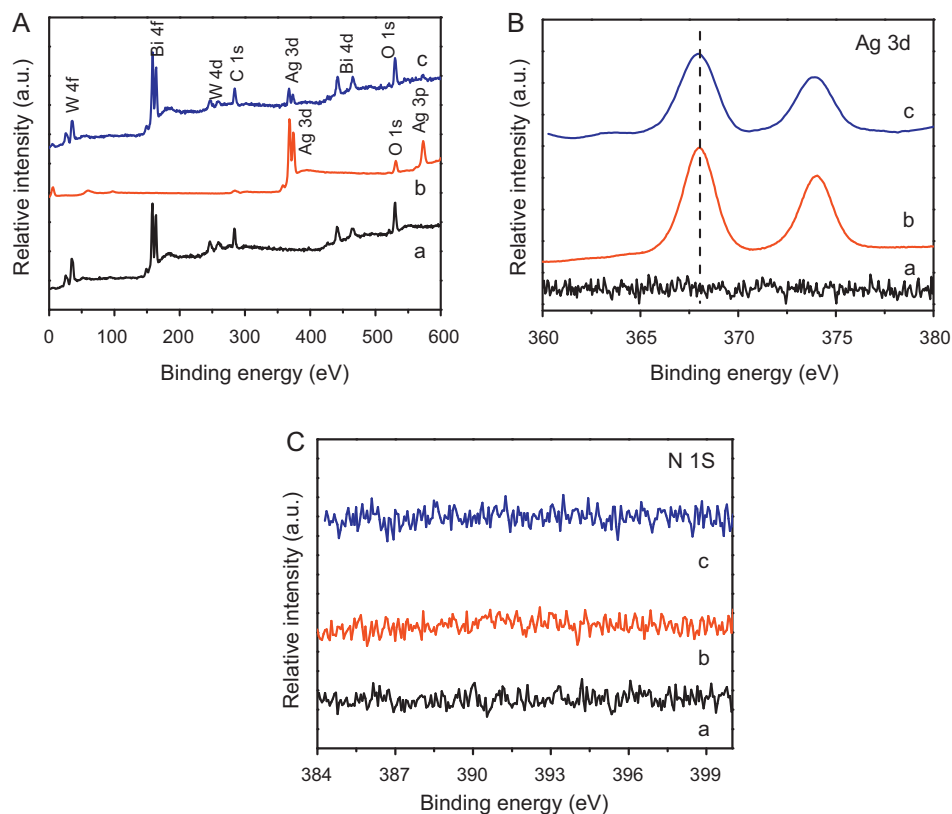 A
Relative intensity (a.u.)
W 4f
Bi 4f
W 4d
C 1s
Ag 3d
Bi 4d
O 1s
c
Ag 3d
O 1s
Ag 3p
b
a
0 100 200 300 400 500 600
Binding energy (eV)
B
Ag 3d
Relative intensity (a.u.)
c
b
a
360 365 370 375 380
Binding energy (eV)
C
N 1S
Relative intensity (a.u.)
c
b
a
384 387 390 393 396 399
Binding energy (eV)